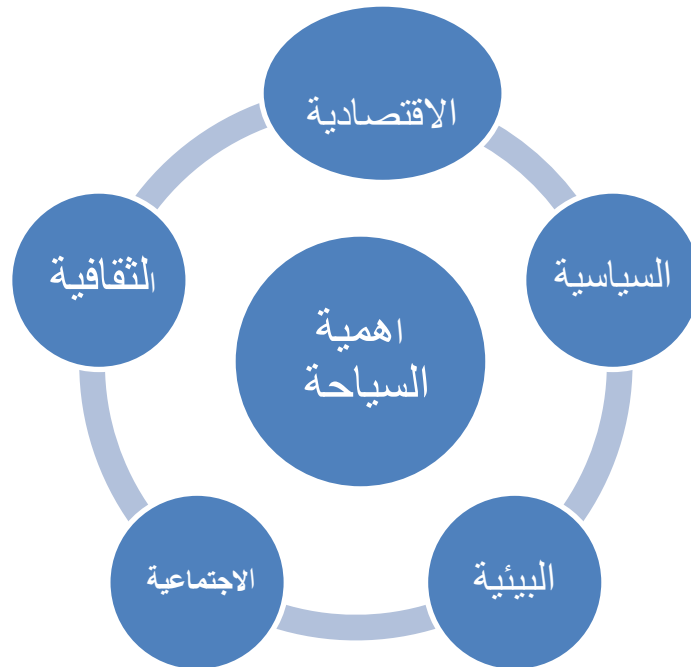 الاقتصادية
السياسية
الثقافية
اهمية
السياحة
البيئية
الاجتماعية